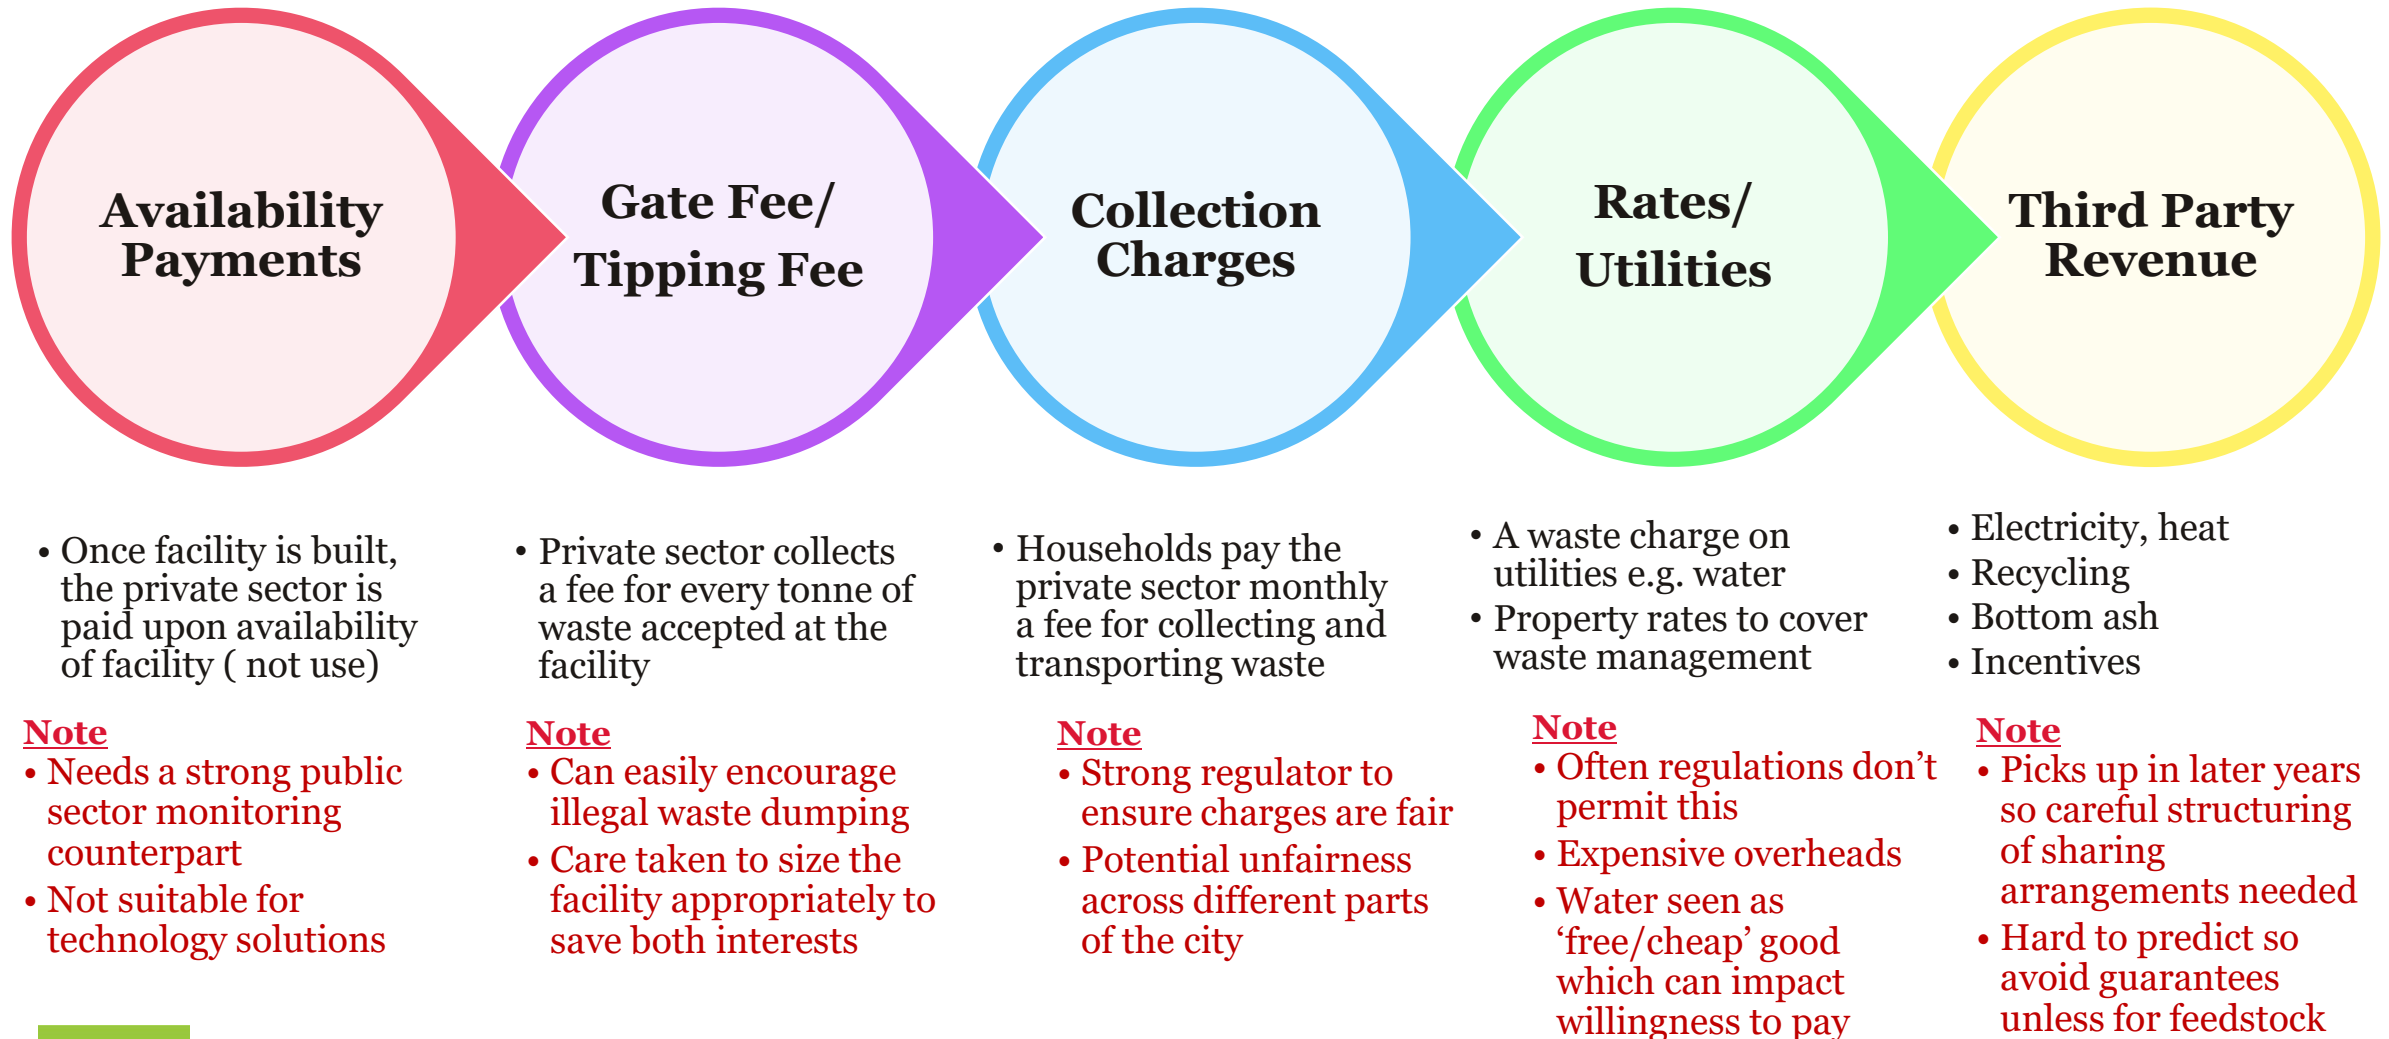 Availability
Payments
Gate Fee/
Tipping Fee
Collection
Charges
Rates/
Utilities
Third Party
Revenue
• Once facility is built,
the private sector is
paid upon availability
of facility ( not use)
• Private sector collects
a fee for every tonne of
waste accepted at the
facility
• Households pay the
private sector monthly
a fee for collecting and
transporting waste
• A waste charge on
utilities e.g. water
• Property rates to cover
waste management
• Electricity, heat
• Recycling
• Bottom ash
• Incentives
Note
• Needs a strong public
sector monitoring
counterpart
• Not suitable for
technology solutions
Note
• Can easily encourage
illegal waste dumping
• Care taken to size the
facility appropriately to
save both interests
Note
• Strong regulator to
ensure charges are fair
• Potential unfairness
across different parts
of the city
Note
• Often regulations don’t
permit this
• Expensive overheads
• Water seen as
‘free/cheap’ good
which can impact
willingness to pay
Note
• Picks up in later years
so careful structuring
of sharing
arrangements needed
• Hard to predict so
avoid guarantees
unless for feedstock